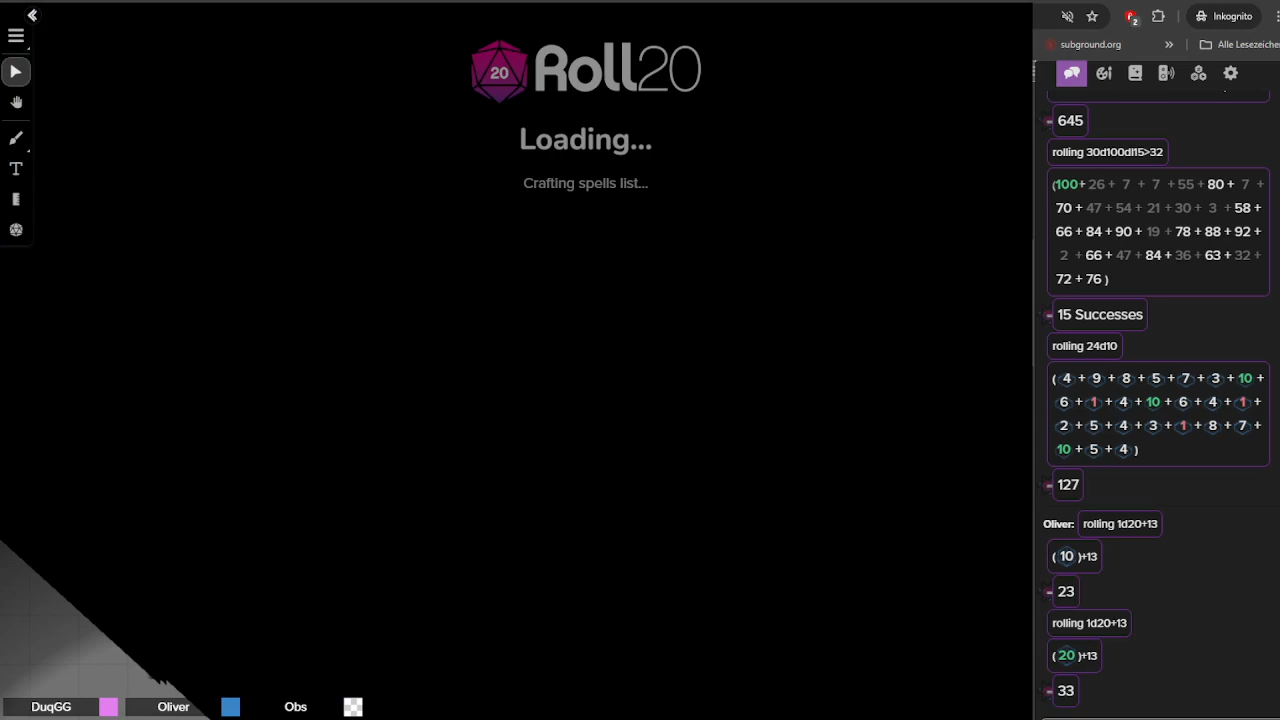 Inkognito
2
subground.org
»
Alle Lesezeiche
20
Roll20
Loading...
Crafting spells list...
T
645
rolling 30d100dl15>32
(100+ 26 + 7 + 7 + 55 + 80 + 7 +
70 + 47 + 54 + 21 + 30 + 3 + 58 +
66 + 84 + 90 + 19 + 78 + 88 + 92 +
2 + 66 + 47 + 84 + 36 + 63 + 32 +
72 + 76 )
15 Successes
rolling 24d10
(4 + 9 + 8 + 5 + 7 + 3 + 10 +
6 + 1 + 4 + 10 + 6 + 4 + 1 +
2 + 5 + 4 + 3 + 1 + 8 + 7 +
10 + 5 + 4)
127
Oliver: rolling 1d20+13
(10)+13
23
rolling 1d20+13
(20)+13
33
DuqGG
Oliver
Obs